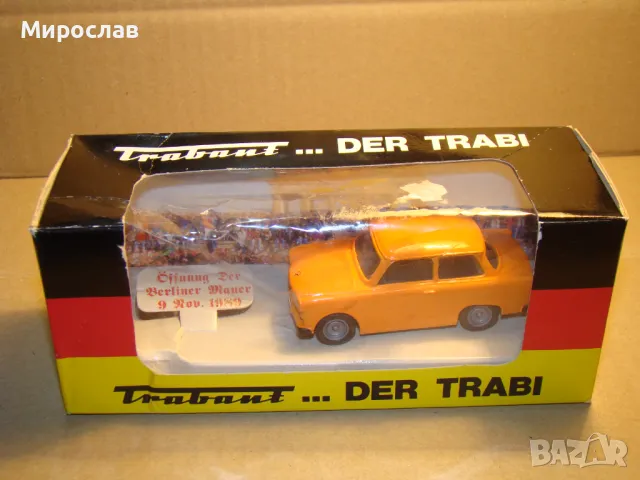 Мирослав
Trabant ... DER TRABI
Öffnung Der
Berliner Mauer
9 Nov. 1989
Trabant ... DER TRABI
BAZAR